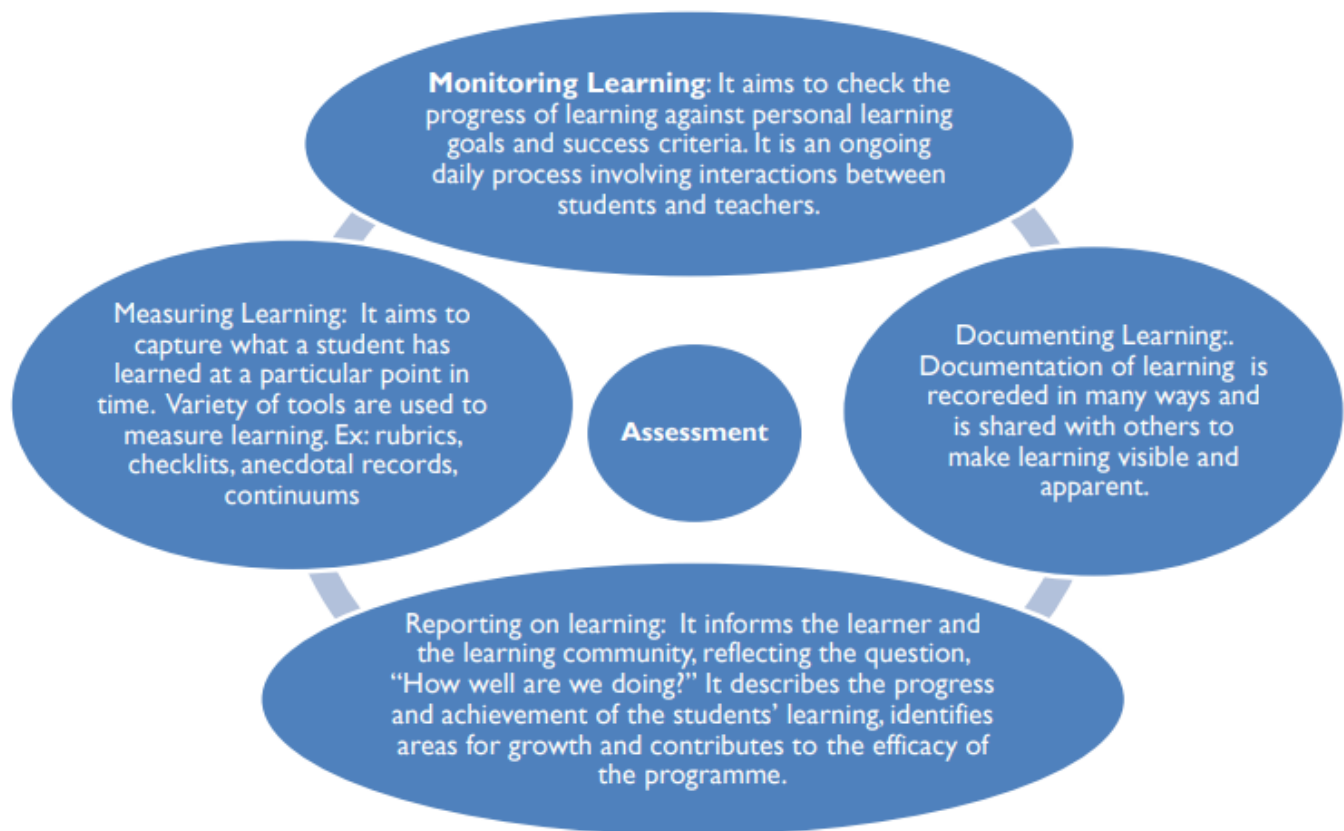 Monitoring Learning: It aims to check the
progress of learning against personal learning
goals and success criteria. It is an ongoing
daily process involving interactions between
students and teachers.
Measuring Learning: It aims to
capture what a student has
learned at a particular point in
time. Variety of tools are used to
measure learning. Ex: rubrics,
checklits, anecdotal records,
continuums
Assessment
Documenting Learning:.
Documentation of learning is
recoreded in many ways and
is shared with others to
make learning visible and
apparent.
Reporting on learning: It informs the learner and
the learning community, reflecting the question,
“How well are we doing?” It describes the progress
and achievement of the students’ learning, identifies
areas for growth and contributes to the efficacy of
the programme.